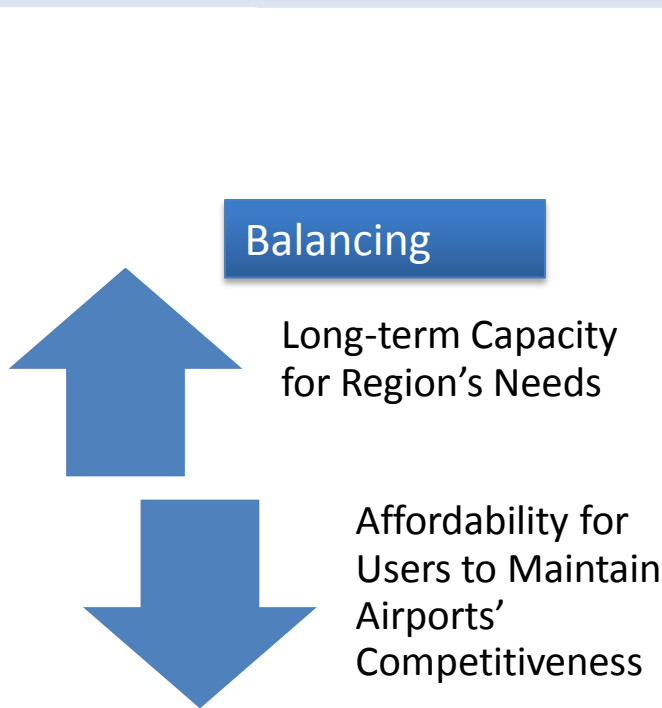 Balancing
Long-term Capacity
for Region’s Needs
Affordability for
Users to Maintain
Airports’
Competitiveness